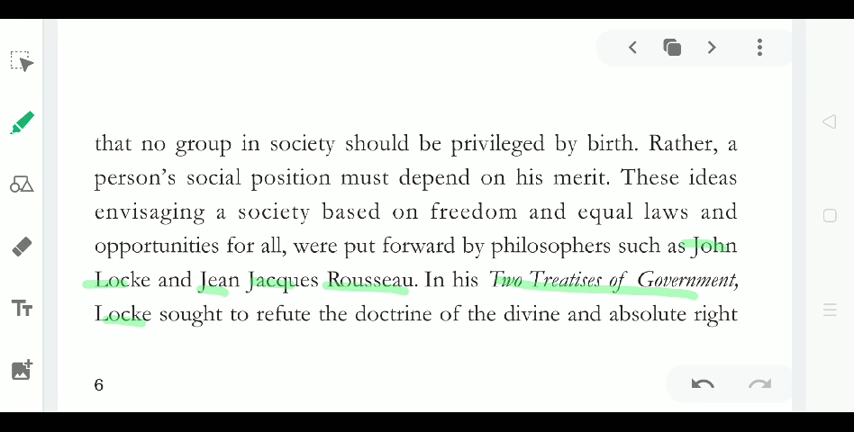 that no group in society should be privileged by birth. Rather, a
person's social position must depend on his merit. These ideas
envisaging a society based on freedom and equal laws and
opportunities for all, were put forward by philosophers such as John
Locke and Jean Jacques Rousseau. In his Two Treatises of Government,
Locke sought to refute the doctrine of the divine and absolute right
6
Tт